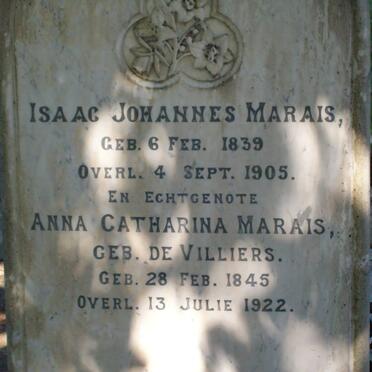 ISAAC JOHANNES MARAIS,
GEB. 6 FEB. 1839
OVERL. 4 SEPT. 1905.
EN ECHTGENOTE
ANNA CATHARINA MARAIS,
GEB. DE VILLIERS.
GEB. 28 FEB. 1845
OVERL. 13 JULIE 1922.